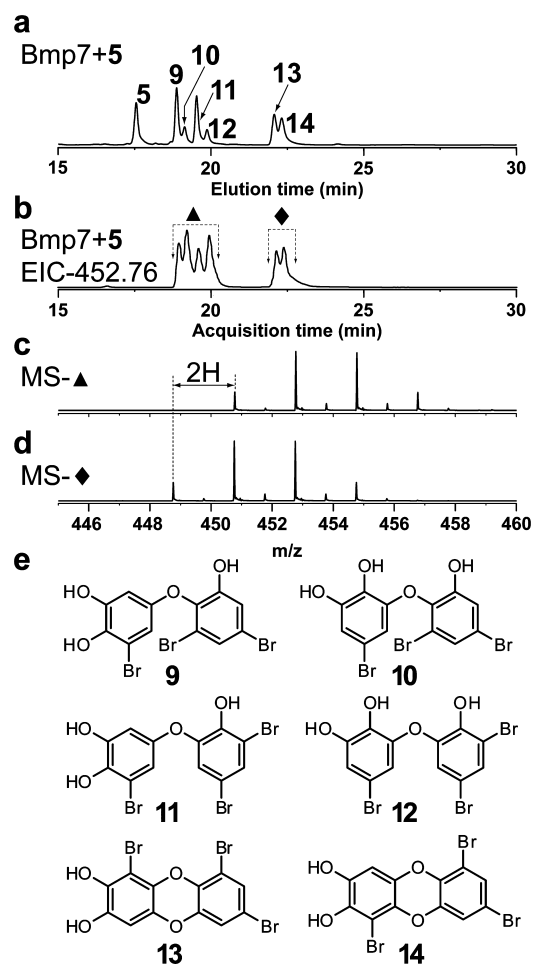 a
Bmp7+5
5 9 10 11 12 13 14
15 20 25 30
Elution time (min)
b
▲ ♦
Bmp7+5
EIC-452.76
15 20 25 30
Acquisition time (min)
c
MS-▲
2H
d
MS-♦
446 448 450 452 454 456 458 460
m/z
e
OH
HO O
HO Br Br
Br
9
OH OH
HO O
Br Br
Br
10
OH
HO O Br
HO
Br Br
11
OH OH
HO O Br
Br Br
12
Br Br
HO O
HO O Br
13
Br
HO O
HO O Br
Br
14